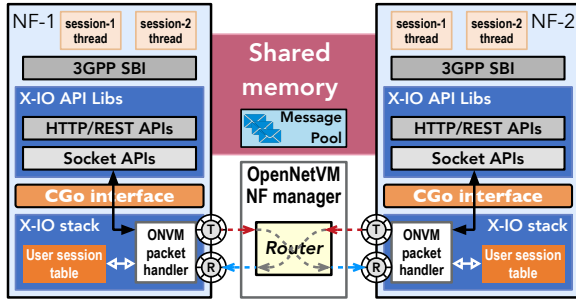 NF-1
session-1
thread
session-2
thread
3GPP SBI
X-IO API Libs
HTTP/REST APIs
Socket APIs
CGo interface
X-IO stack
User session
table
ONVM
packet
handler
T
R
Shared
memory
Message
Pool
OpenNetVM
NF manager
Router
NF-2
session-1
thread
session-2
thread
3GPP SBI
X-IO API Libs
HTTP/REST APIs
Socket APIs
CGo interface
X-IO stack
T
R
ONVM
packet
handler
User session
table